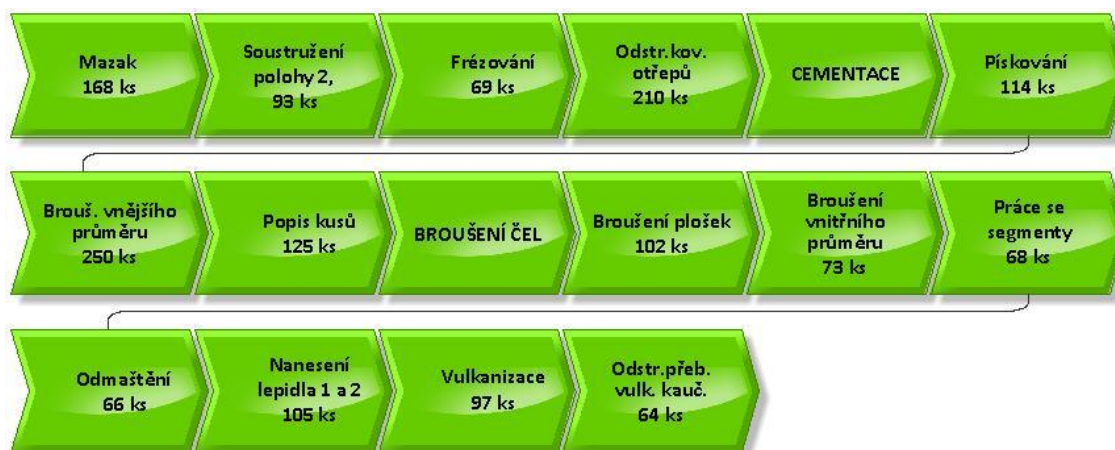 Mazak
168 ks
Soustružení
polohy 2,
93 ks
Frézování
69 ks
Odstr.kov.
otřepů
210 ks
CEMENTACE
Pískování
114 ks
Brouš. vnějšího
průměru
250 ks
Popis kusů
125 ks
BROUŠENÍ ČEL
Broušení plošek
102 ks
Broušení
vnitřního
průměru
73 ks
Práce se
segmenty
68 ks
Odmaštění
66 ks
Nanesení
lepidla 1 a 2
105 ks
Vulkanizace
97 ks
Odstr.přeb.
vulk. kauč.
64 ks